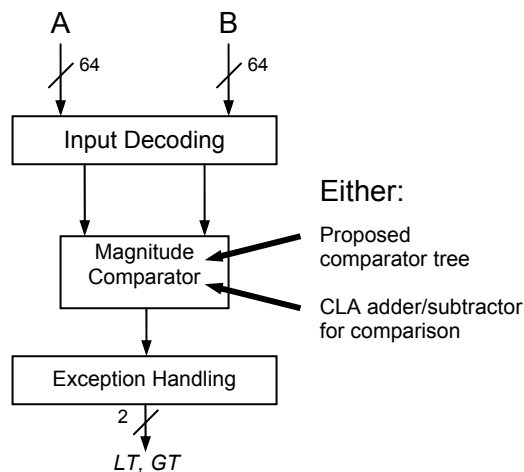 A B
64 64
Input Decoding
Either:
Magnitude
Comparator
Proposed
comparator tree
CLA adder/subtractor
for comparison
Exception Handling
2
LT, GT